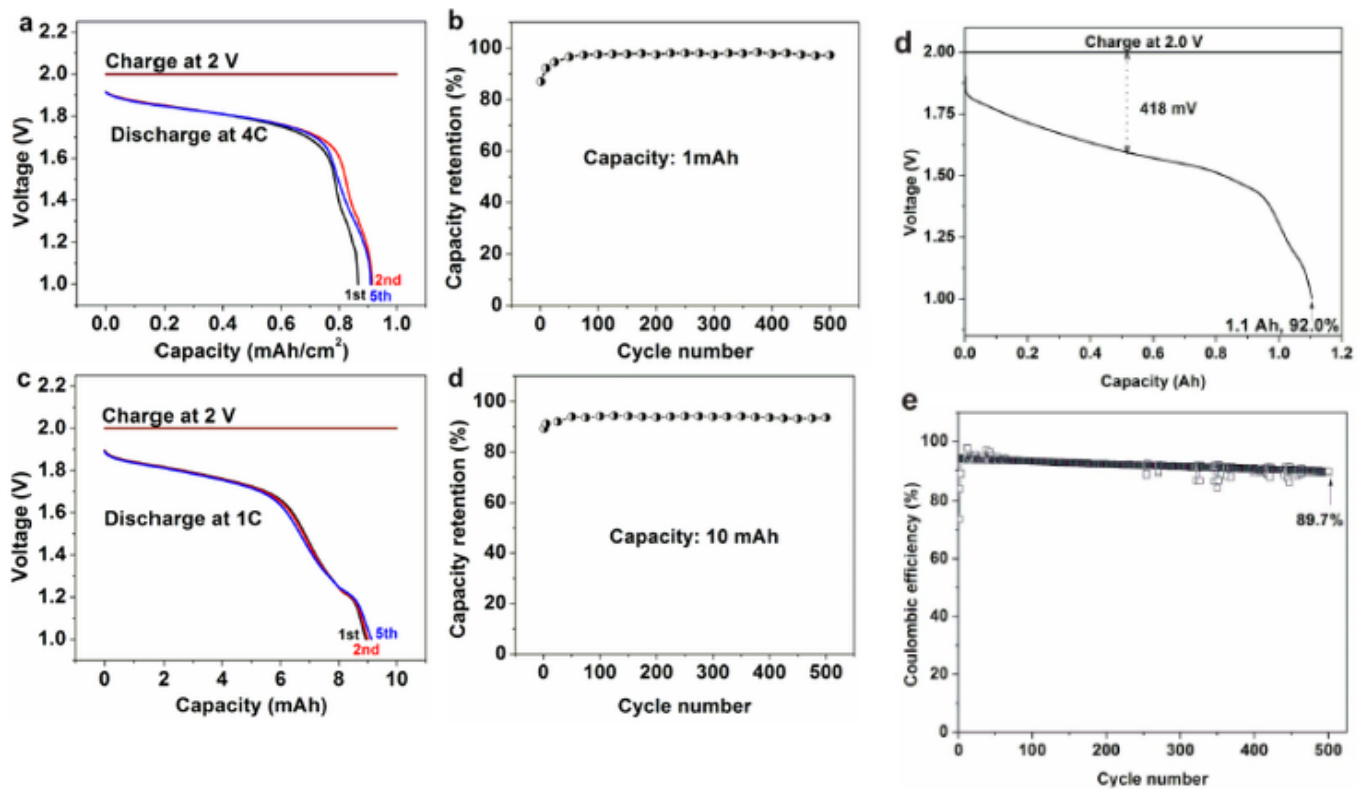 a
2.2
2.0
1.8
1.6
1.4
1.2
1.0
Voltage (V)
Charge at 2 V
Discharge at 4C
1st
2nd
5th
0.0 0.2 0.4 0.6 0.8 1.0
Capacity (mAh/cm²)
b
100
80
60
40
20
0
Capacity retention (%)
Capacity: 1mAh
0 100 200 300 400 500
Cycle number
c
2.2
2.0
1.8
1.6
1.4
1.2
1.0
Voltage (V)
Charge at 2 V
Discharge at 1C
1st
5th
2nd
0 2 4 6 8 10
Capacity (mAh)
d
100
80
60
40
20
0
Capacity retention (%)
Capacity: 10 mAh
0 100 200 300 400 500
Cycle number
d
2.00
1.75
1.50
1.25
1.00
Voltage (V)
Charge at 2.0 V
418 mV
1.1 Ah, 92.0%
0.0 0.2 0.4 0.6 0.8 1.0 1.2
Capacity (Ah)
e
100
80
60
40
20
0
Coulombic efficiency (%)
89.7%
0 100 200 300 400 500
Cycle number